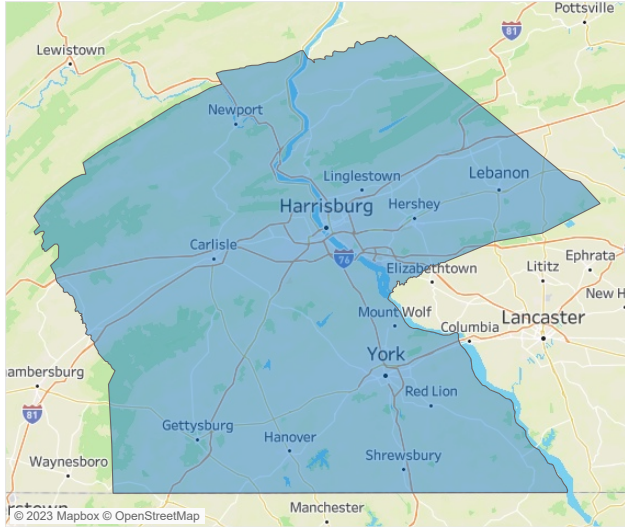 Pottsville
81
Lewistown
Newport
Linglestown
Lebanon
Harrisburg
Hershey
Carlisle
76
Elizabethtown
Ephrata
Lititz
New H
Mount Wolf
Lancaster
Columbia
York
ambersburg
Red Lion
81
Gettysburg
Hanover
Shrewsbury
Waynesboro
Manchester
rstown
© 2023 Mapbox © OpenStreetMap